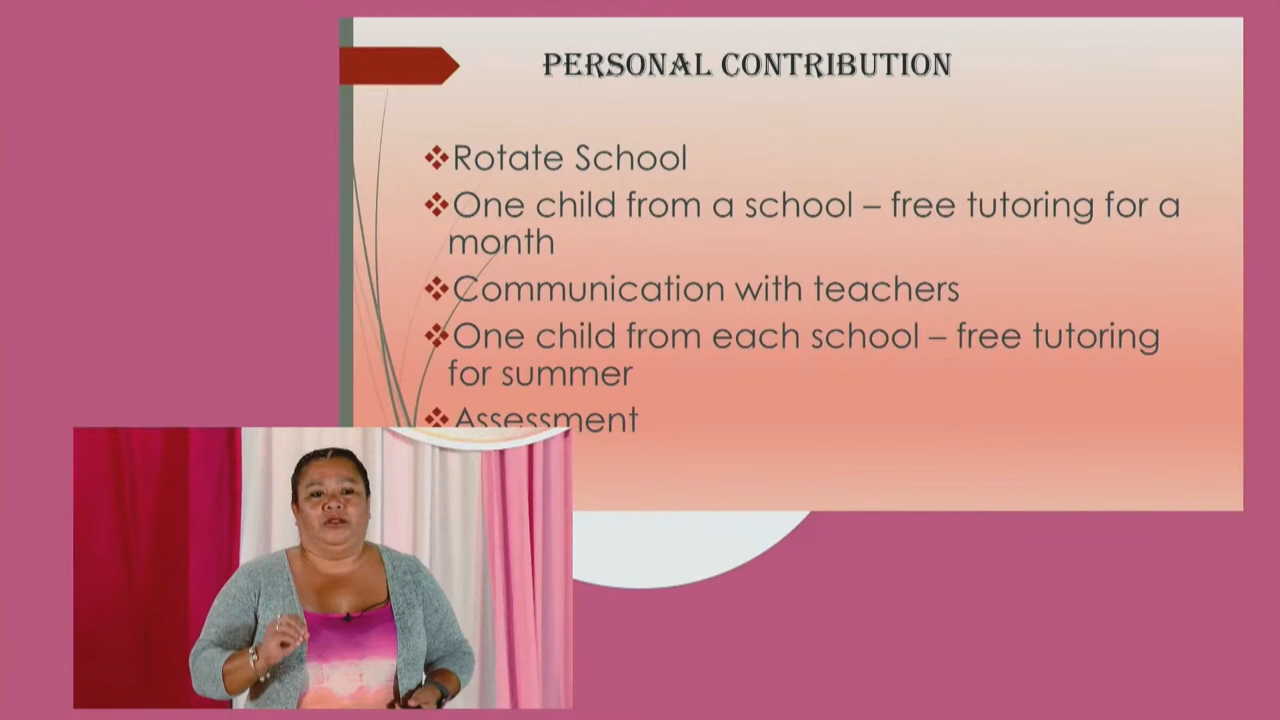 PERSONAL CONTRIBUTION
❖Rotate School
❖One child from a school – free tutoring for a
month
❖Communication with teachers
❖One child from each school – free tutoring
for summer
❖Assessment